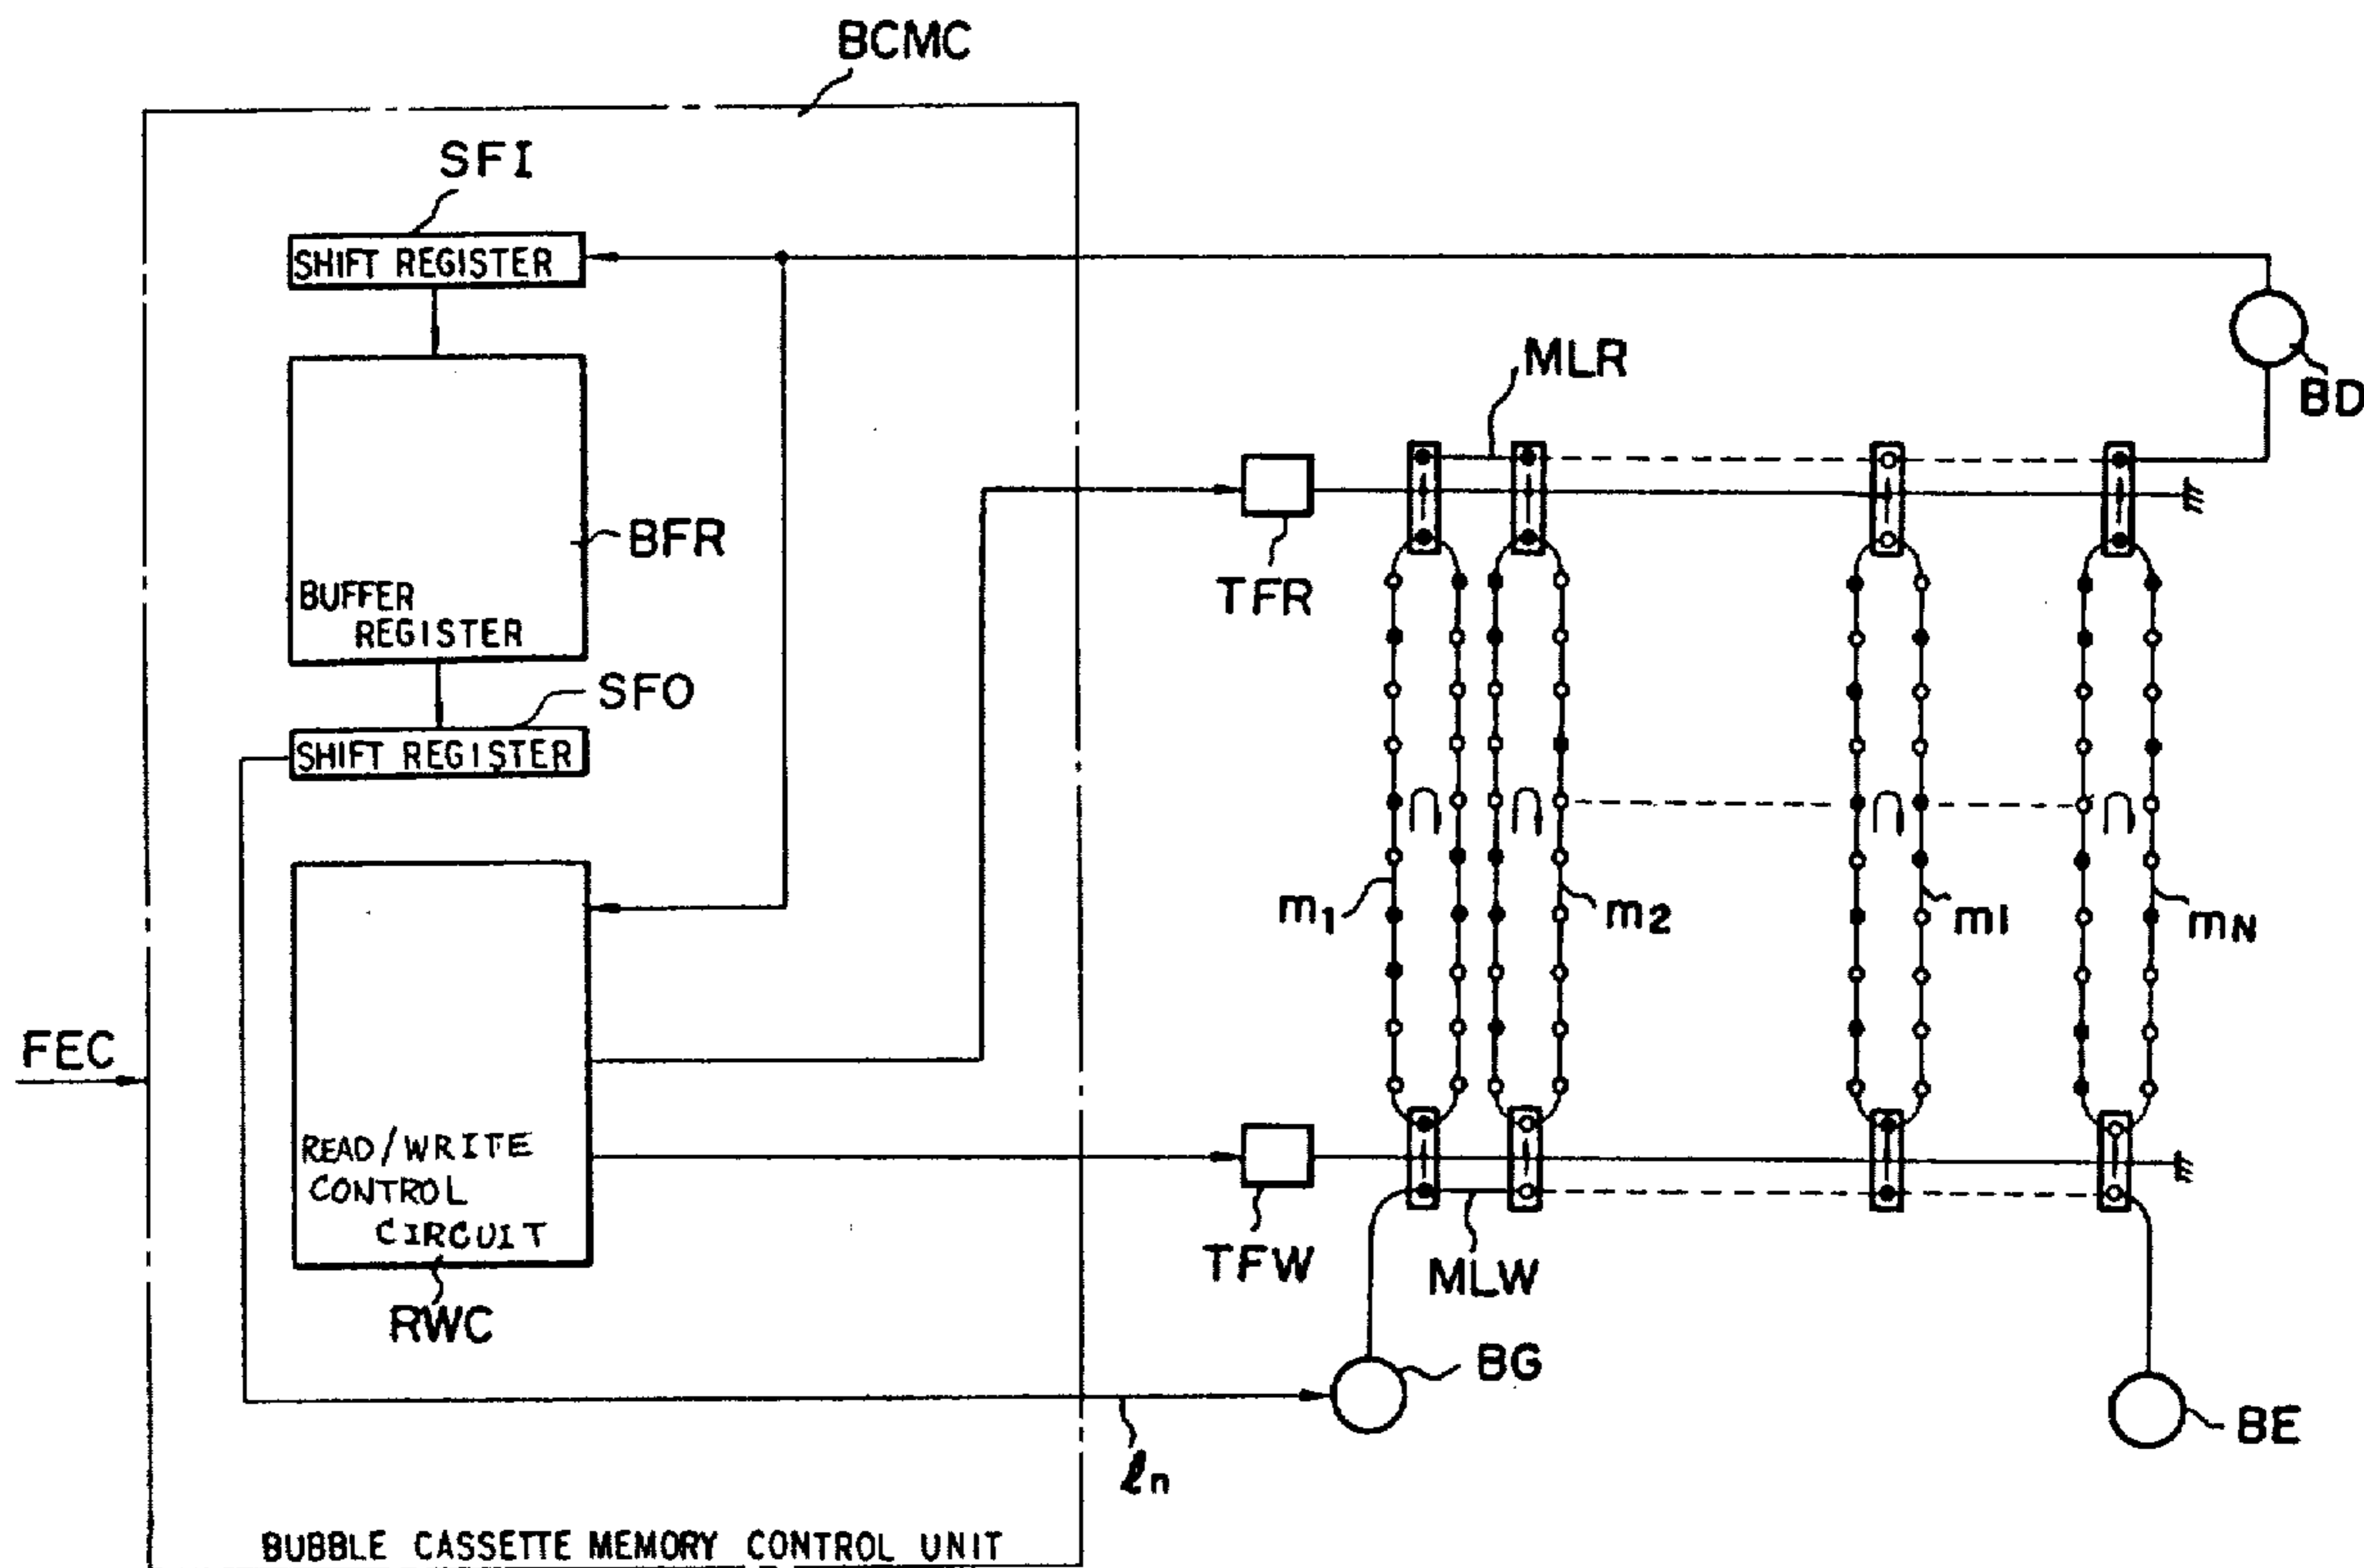 BCMC
SFI
SHIFT REGISTER
BD
MLR
BFR
BUFFER
REGISTER
TFR
SFO
SHIFT REGISTER
m1
m2
mI
mN
FEC
READ/WRITE
CONTROL
CIRCUIT
RWC
TFW
MLW
BG
BE
ℓn
BUBBLE CASSETTE MEMORY CONTROL UNIT